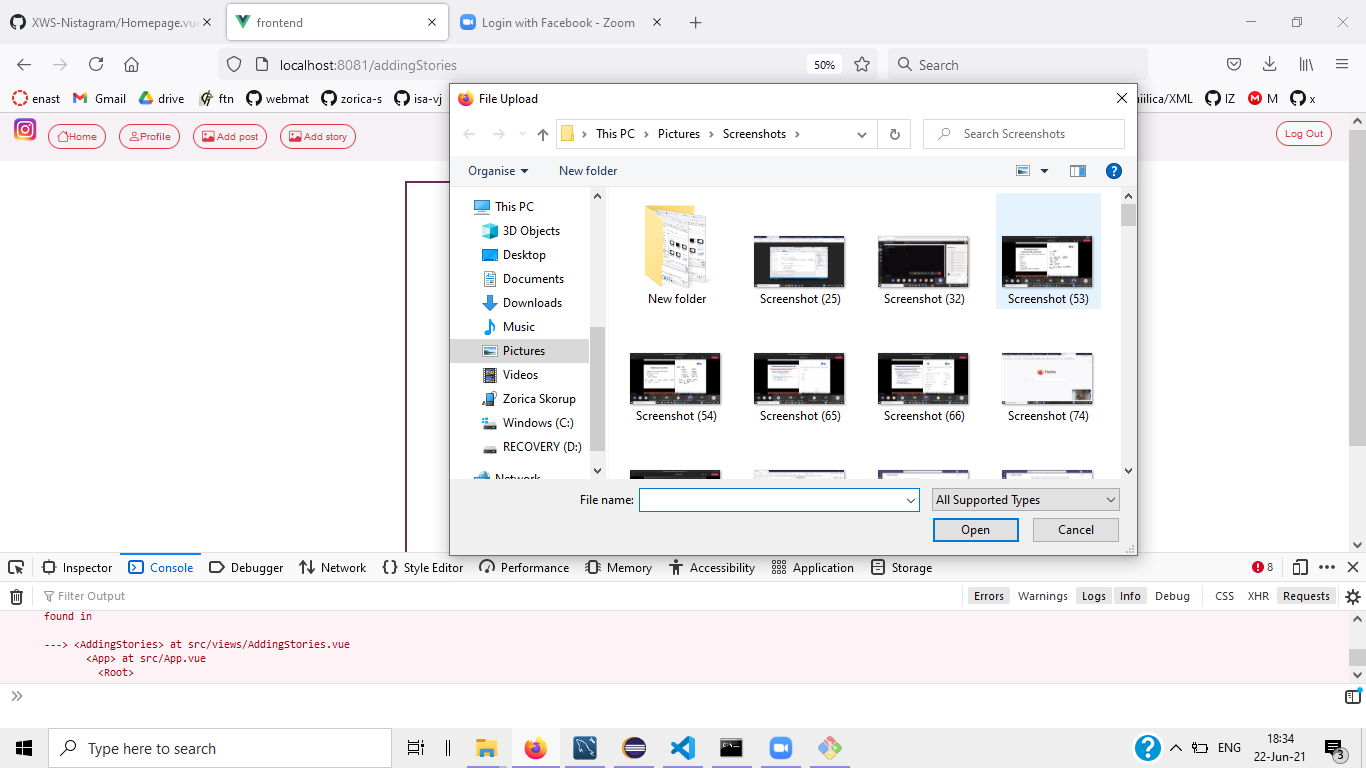 XWS-Nistagram/Homepage.vue
frontend
Login with Facebook - Zoom
localhost:8081/addingStories
50%
Search
enast
Gmail
drive
ftn
webmat
zorica-s
isa-vj
iilica/XML
IZ
M
x
Home
Profile
Add post
Add story
Log Out
File Upload
This PC
Pictures
Screenshots
Search Screenshots
Organise
New folder
This PC
3D Objects
Desktop
Documents
Downloads
Music
Pictures
Videos
Zorica Skorup
Windows (C:)
RECOVERY (D:)
Network
New folder
Screenshot (25)
Screenshot (32)
Screenshot (53)
Screenshot (54)
Screenshot (65)
Screenshot (66)
Screenshot (74)
File name:
All Supported Types
Open
Cancel
Inspector
Console
Debugger
Network
Style Editor
Performance
Memory
Accessibility
Application
Storage
8
Filter Output
Errors
Warnings
Logs
Info
Debug
CSS
XHR
Requests
found in
---> <AddingStories> at src/views/AddingStories.vue
<App> at src/App.vue
<Root>
Type here to search
ENG
18:34
22-Jun-21
3